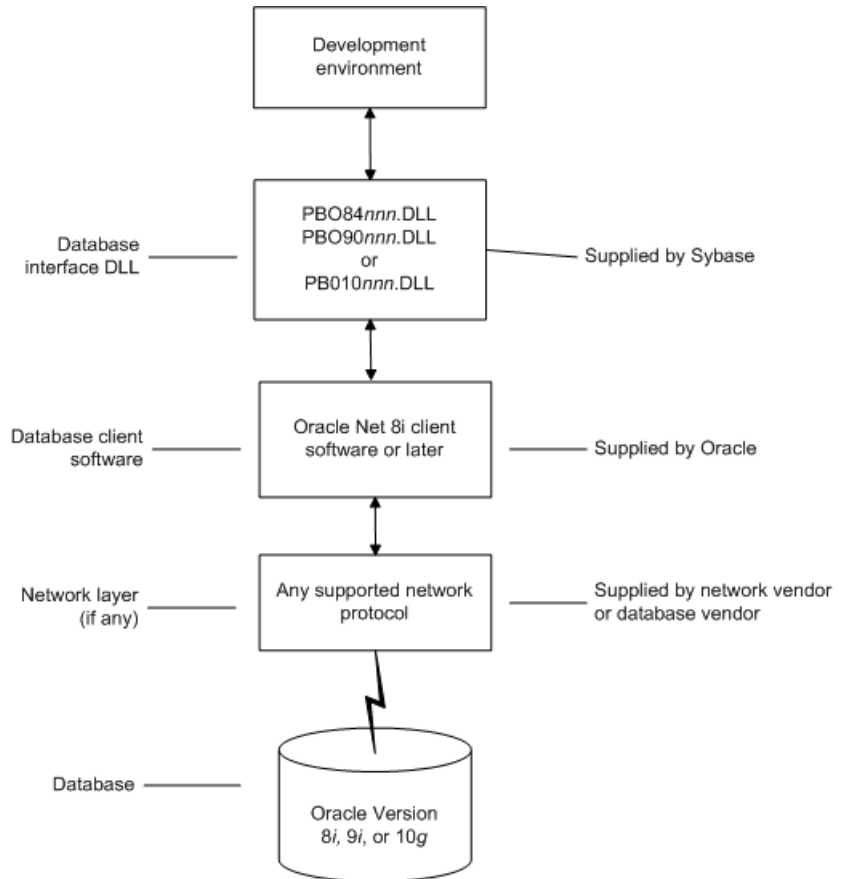 Development
environment
PBO84nnn.DLL
PBO90nnn.DLL
or
PB010nnn.DLL
Database
interface DLL
Supplied by Sybase
Oracle Net 8i client
software or later
Database client
software
Supplied by Oracle
Any supported network
protocol
Network layer
(if any)
Supplied by network vendor
or database vendor
Database
Oracle Version
8i, 9i, or 10g